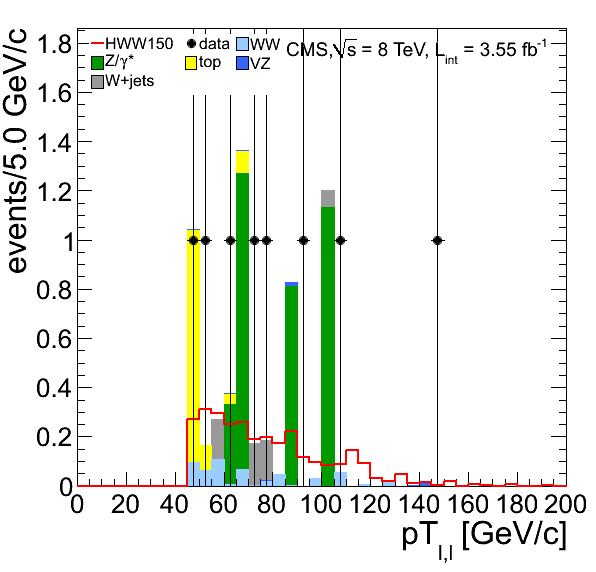 HWW150 data WW CMS,√s = 8 TeV, L_int = 3.55 fb⁻¹
Z/γ* top VZ
W+jets
events/5.0 GeV/c
1.8
1.6
1.4
1.2
1
0.8
0.6
0.4
0.2
0
0 20 40 60 80 100 120 140 160 180 200
pT_l,l [GeV/c]